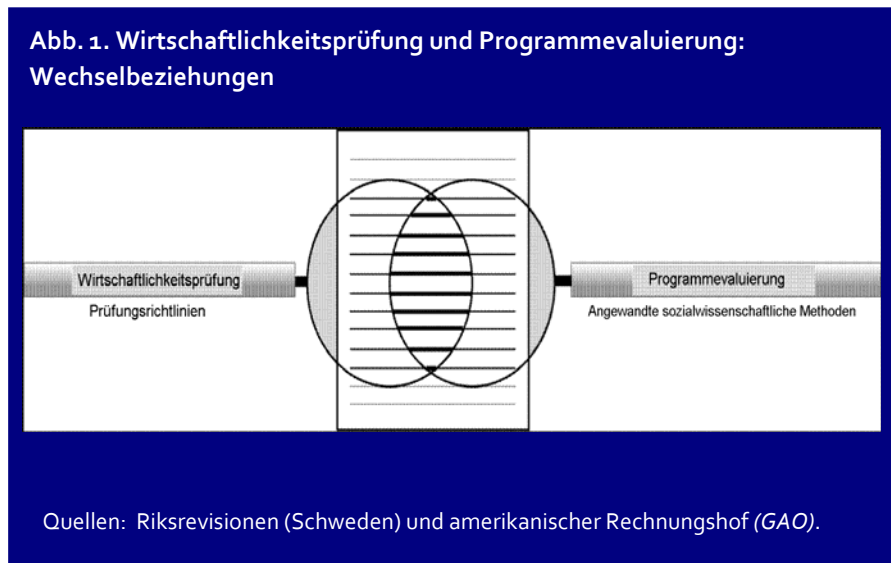 Abb. 1. Wirtschaftlichkeitsprüfung und Programmevaluierung:
Wechselbeziehungen
Wirtschaftlichkeitsprüfung
Prüfungsrichtlinien
Programmevaluierung
Angewandte sozialwissenschaftliche Methoden
Quellen: Riksrevisionen (Schweden) und amerikanischer Rechnungshof (GAO).